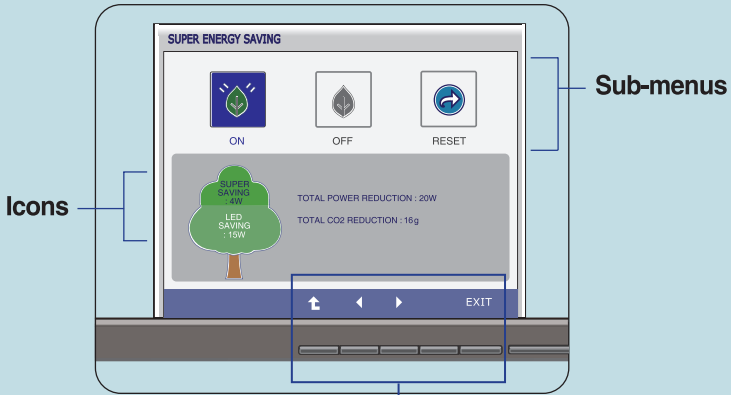 SUPER ENERGY SAVING
Sub-menus
ON
OFF
RESET
Icons
SUPER
SAVING
: 4W
LED
SAVING
: 15W
TOTAL POWER REDUCTION : 20W
TOTAL CO2 REDUCTION : 16g
EXIT